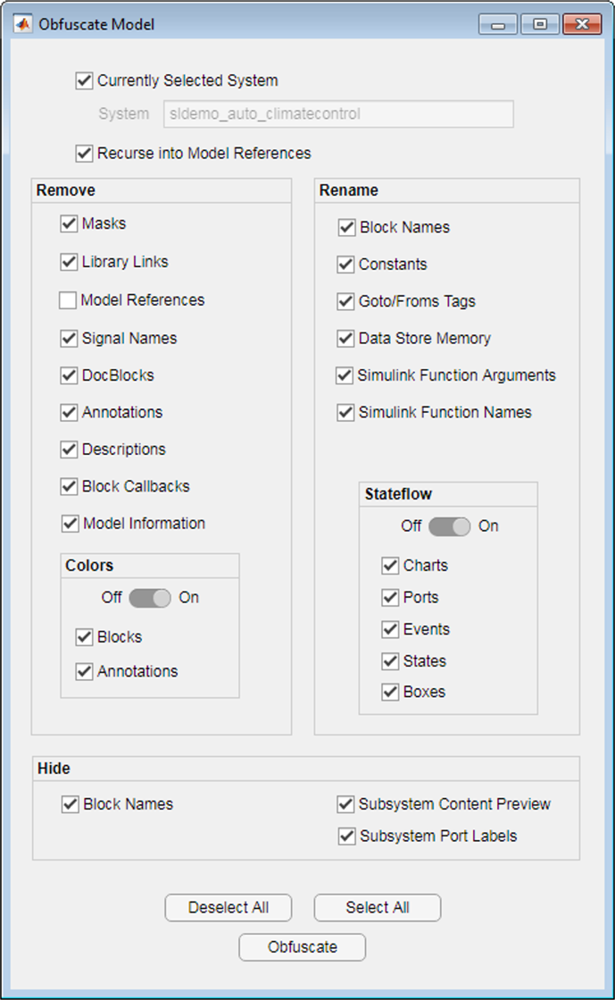 Obfuscate Model
Currently Selected System
System sldemo_auto_climatecontrol
Recurse into Model References
Remove
Masks
Library Links
Model References
Signal Names
DocBlocks
Annotations
Descriptions
Block Callbacks
Model Information
Colors
Off On
Blocks
Annotations
Rename
Block Names
Constants
Goto/Froms Tags
Data Store Memory
Simulink Function Arguments
Simulink Function Names
Stateflow
Off On
Charts
Ports
Events
States
Boxes
Hide
Block Names
Subsystem Content Preview
Subsystem Port Labels
Deselect All
Select All
Obfuscate